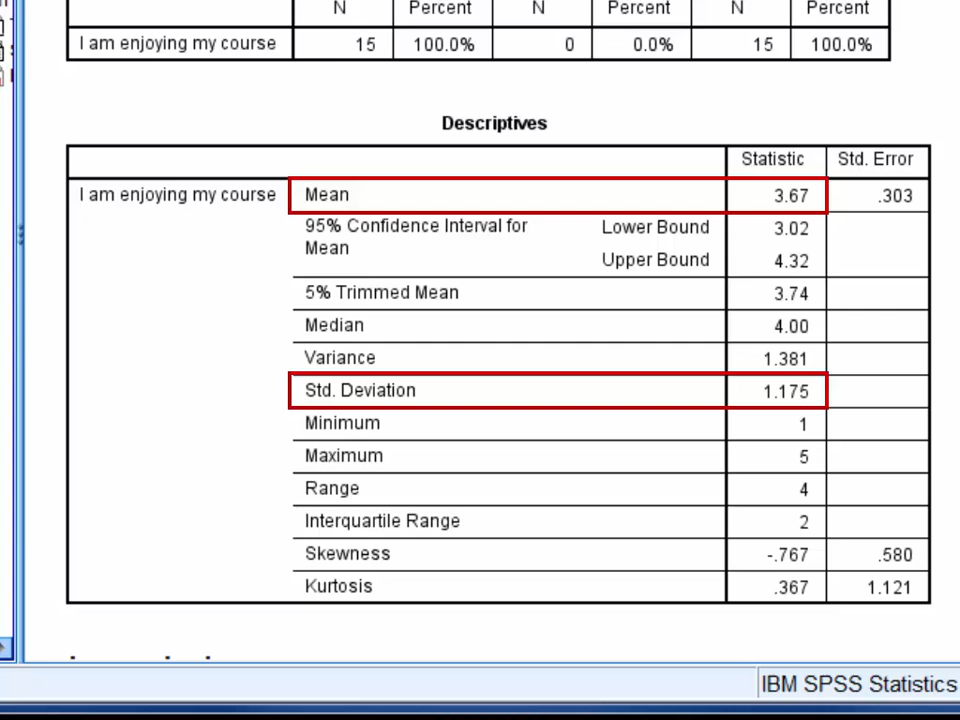 N Percent N Percent N Percent
I am enjoying my course 15 100.0% 0 0.0% 15 100.0%
Descriptives
Statistic Std. Error
I am enjoying my course Mean 3.67 .303
95% Confidence Interval for Mean Lower Bound 3.02
Upper Bound 4.32
5% Trimmed Mean 3.74
Median 4.00
Variance 1.381
Std. Deviation 1.175
Minimum 1
Maximum 5
Range 4
Interquartile Range 2
Skewness -.767 .580
Kurtosis .367 1.121
IBM SPSS Statistics